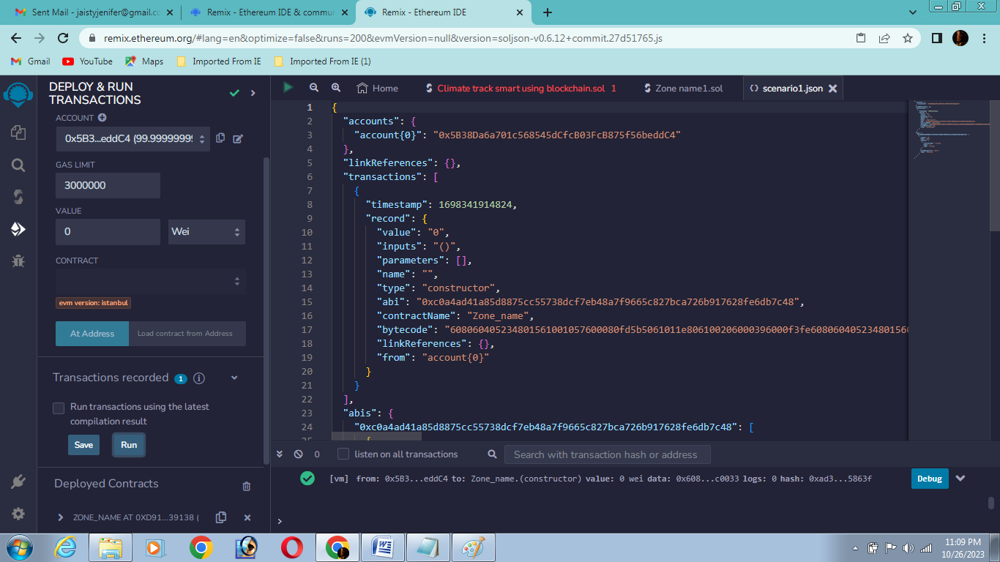 Sent Mail - jaistyjenifer@gmail.co
Remix - Ethereum IDE & commu
Remix - Ethereum IDE
remix.ethereum.org/#lang=en&optimize=false&runs=200&evmVersion=null&version=soljson-v0.6.12+commit.27d51765.js
Gmail
YouTube
Maps
Imported From IE
Imported From IE (1)
DEPLOY & RUN
TRANSACTIONS
ACCOUNT
0x5B3...eddC4 (99.9999999
GAS LIMIT
3000000
VALUE
0
Wei
CONTRACT
evm version: istanbul
At Address
Load contract from Address
Transactions recorded 1 i
Run transactions using the latest
compilation result
Save
Run
Deployed Contracts
ZONE_NAME AT 0XD91...39138 (
Home
Climate track smart using blockchain.sol 1
Zone name1.sol
{} scenario1.json
1 {
2 "accounts": {
3 "account{0}": "0x5B38Da6a701c568545dCfcB03FcB875f56beddC4"
4 },
5 "linkReferences": {},
6 "transactions": [
7 {
8 "timestamp": 1698341914824,
9 "record": {
10 "value": "0",
11 "inputs": "()",
12 "parameters": [],
13 "name": "",
14 "type": "constructor",
15 "abi": "0xc0a4ad41a85d8875cc55738dcf7eb48a7f9665c827bca726b917628fe6db7c48",
16 "contractName": "Zone_name",
17 "bytecode": "608060405234801561001057600080fd5b5061011e806100206000396000f3fe6080604052348015600
18 "linkReferences": {},
19 "from": "account{0}"
20 }
21 }
22 ],
23 "abis": {
24 "0xc0a4ad41a85d8875cc55738dcf7eb48a7f9665c827bca726b917628fe6db7c48": [
25 {
0
listen on all transactions
Search with transaction hash or address
[vm] from: 0x5B3...eddC4 to: Zone_name.(constructor) value: 0 wei data: 0x608...c0033 logs: 0 hash: 0xad3...5863f
Debug
>
11:09 PM
10/26/2023